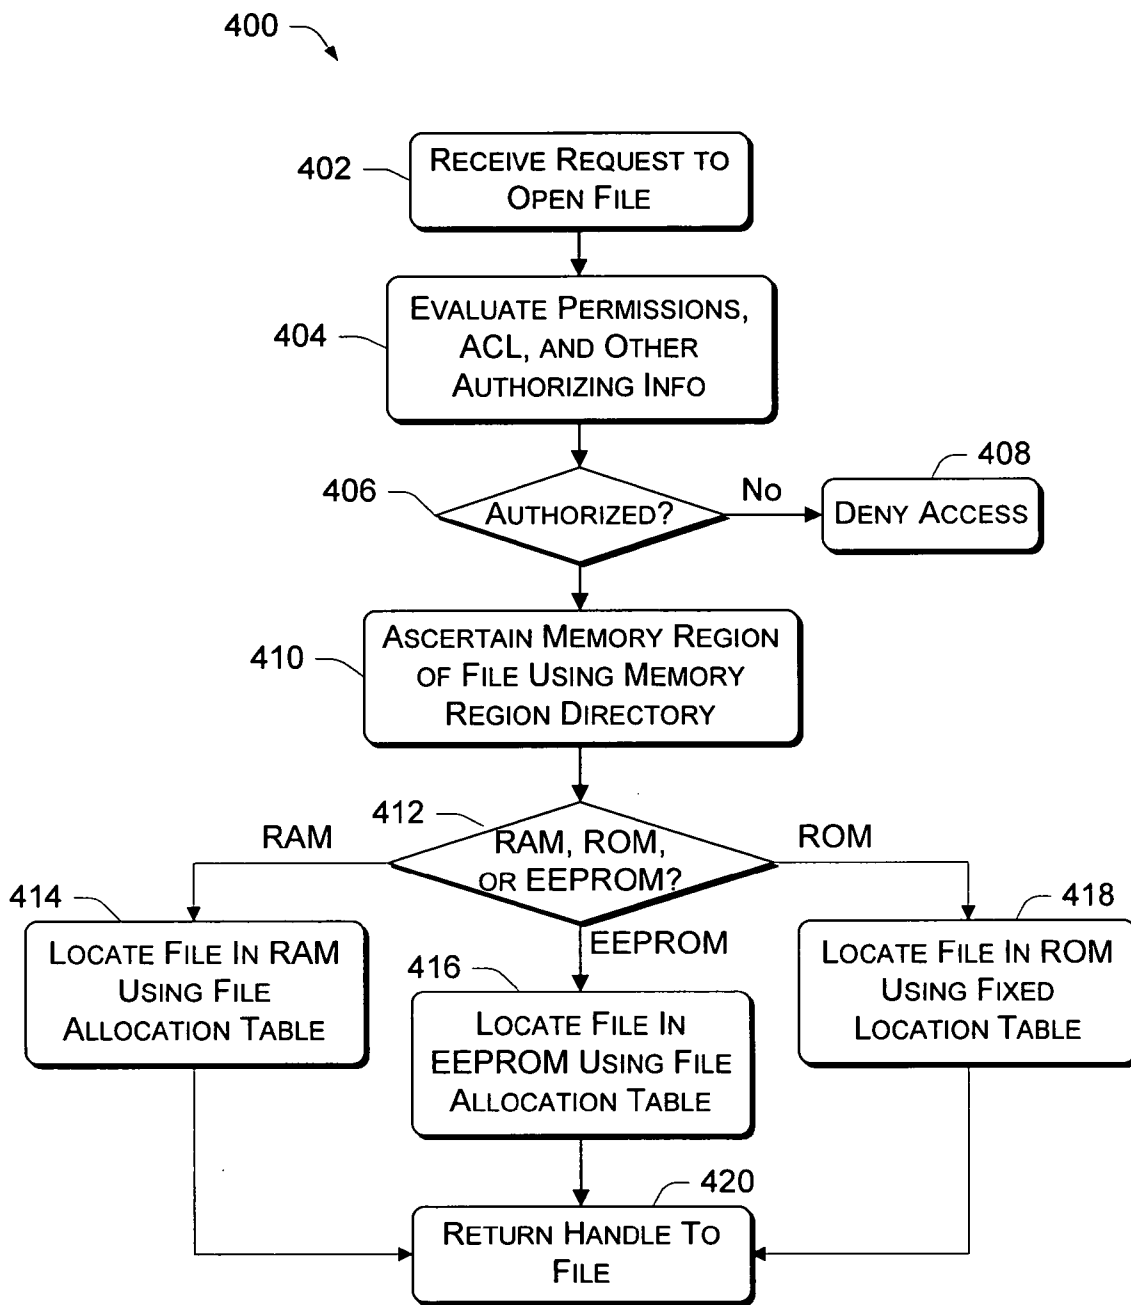 400
402
RECEIVE REQUEST TO
OPEN FILE
404
EVALUATE PERMISSIONS,
ACL, AND OTHER
AUTHORIZING INFO
406
AUTHORIZED?
No
408
DENY ACCESS
410
ASCERTAIN MEMORY REGION
OF FILE USING MEMORY
REGION DIRECTORY
412
RAM, ROM,
OR EEPROM?
RAM
ROM
EEPROM
414
LOCATE FILE IN RAM
USING FILE
ALLOCATION TABLE
416
LOCATE FILE IN
EEPROM USING FILE
ALLOCATION TABLE
418
LOCATE FILE IN ROM
USING FIXED
LOCATION TABLE
420
RETURN HANDLE TO
FILE